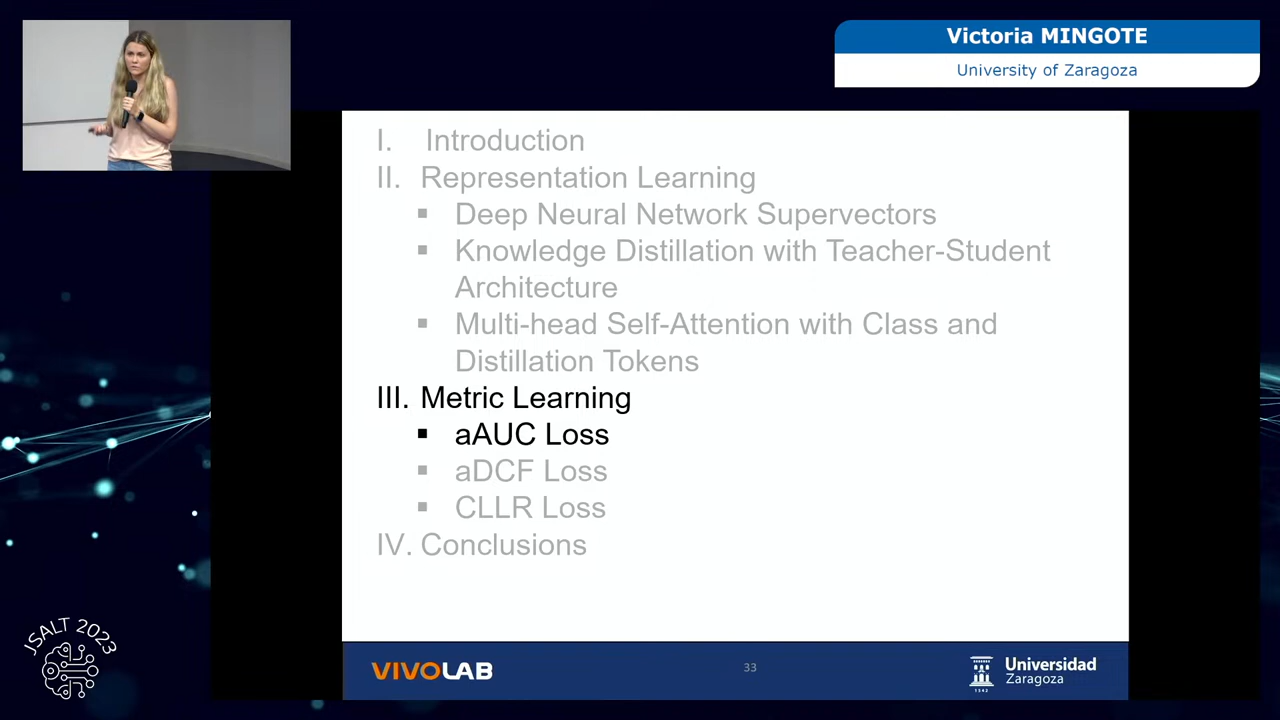 Victoria MINGOTE
University of Zaragoza
I. Introduction
II. Representation Learning
▪ Deep Neural Network Supervectors
▪ Knowledge Distillation with Teacher-Student
Architecture
▪ Multi-head Self-Attention with Class and
Distillation Tokens
III. Metric Learning
▪ aAUC Loss
▪ aDCF Loss
▪ CLLR Loss
IV. Conclusions
JSALT 2023
VIVOLAB
33
1542
Universidad
Zaragoza